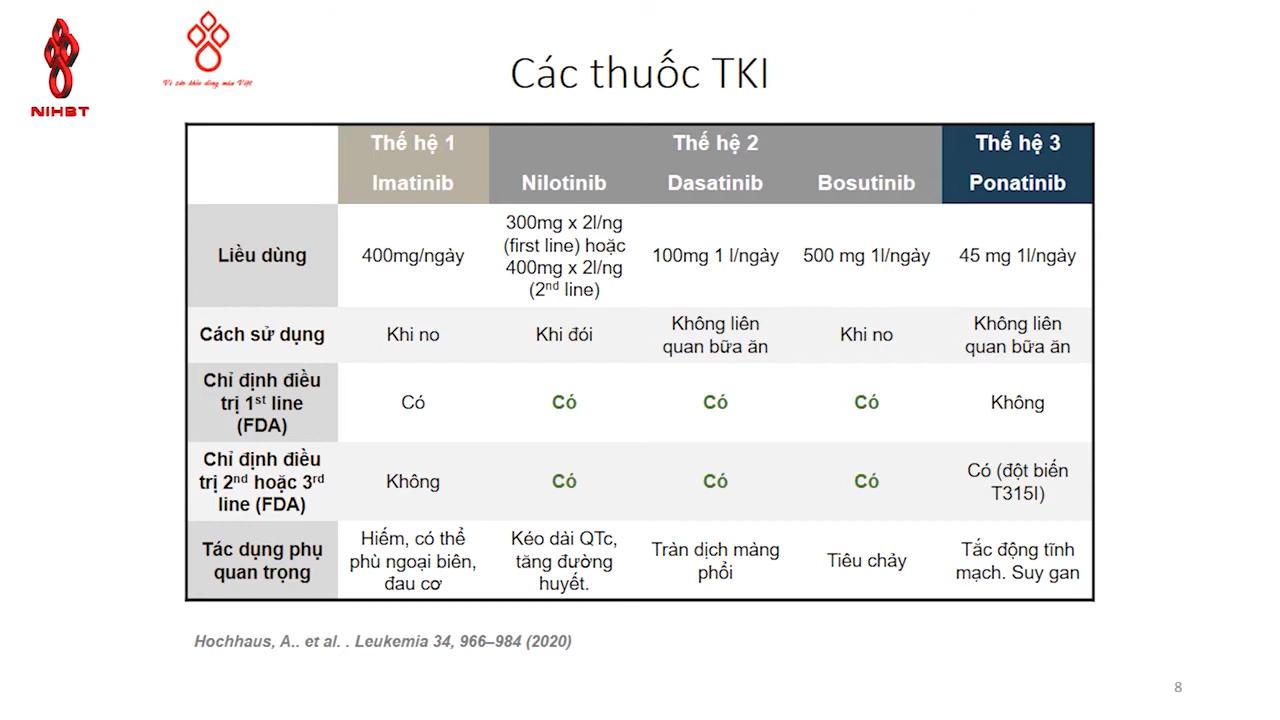 NIHBT
Vì sức khỏe dòng máu Việt
Các thuốc TKI
Thế hệ 1
Thế hệ 2
Thế hệ 3
Imatinib
Nilotinib
Dasatinib
Bosutinib
Ponatinib
Liều dùng
400mg/ngày
300mg x 2l/ng
(first line) hoặc
400mg x 2l/ng
(2nd line)
100mg 1 l/ngày
500 mg 1l/ngày
45 mg 1l/ngày
Cách sử dụng
Khi no
Khi đói
Không liên
quan bữa ăn
Khi no
Không liên
quan bữa ăn
Chỉ định điều
trị 1st line
(FDA)
Có
Có
Có
Có
Không
Chỉ định điều
trị 2nd hoặc 3rd
line (FDA)
Không
Có
Có
Có
Có (đột biến
T315I)
Tác dụng phụ
quan trọng
Hiếm, có thể
phù ngoại biên,
đau cơ
Kéo dài QTc,
tăng đường
huyết.
Tràn dịch màng
phổi
Tiêu chảy
Tắc động tĩnh
mạch. Suy gan
Hochhaus, A.. et al. . Leukemia 34, 966–984 (2020)
8